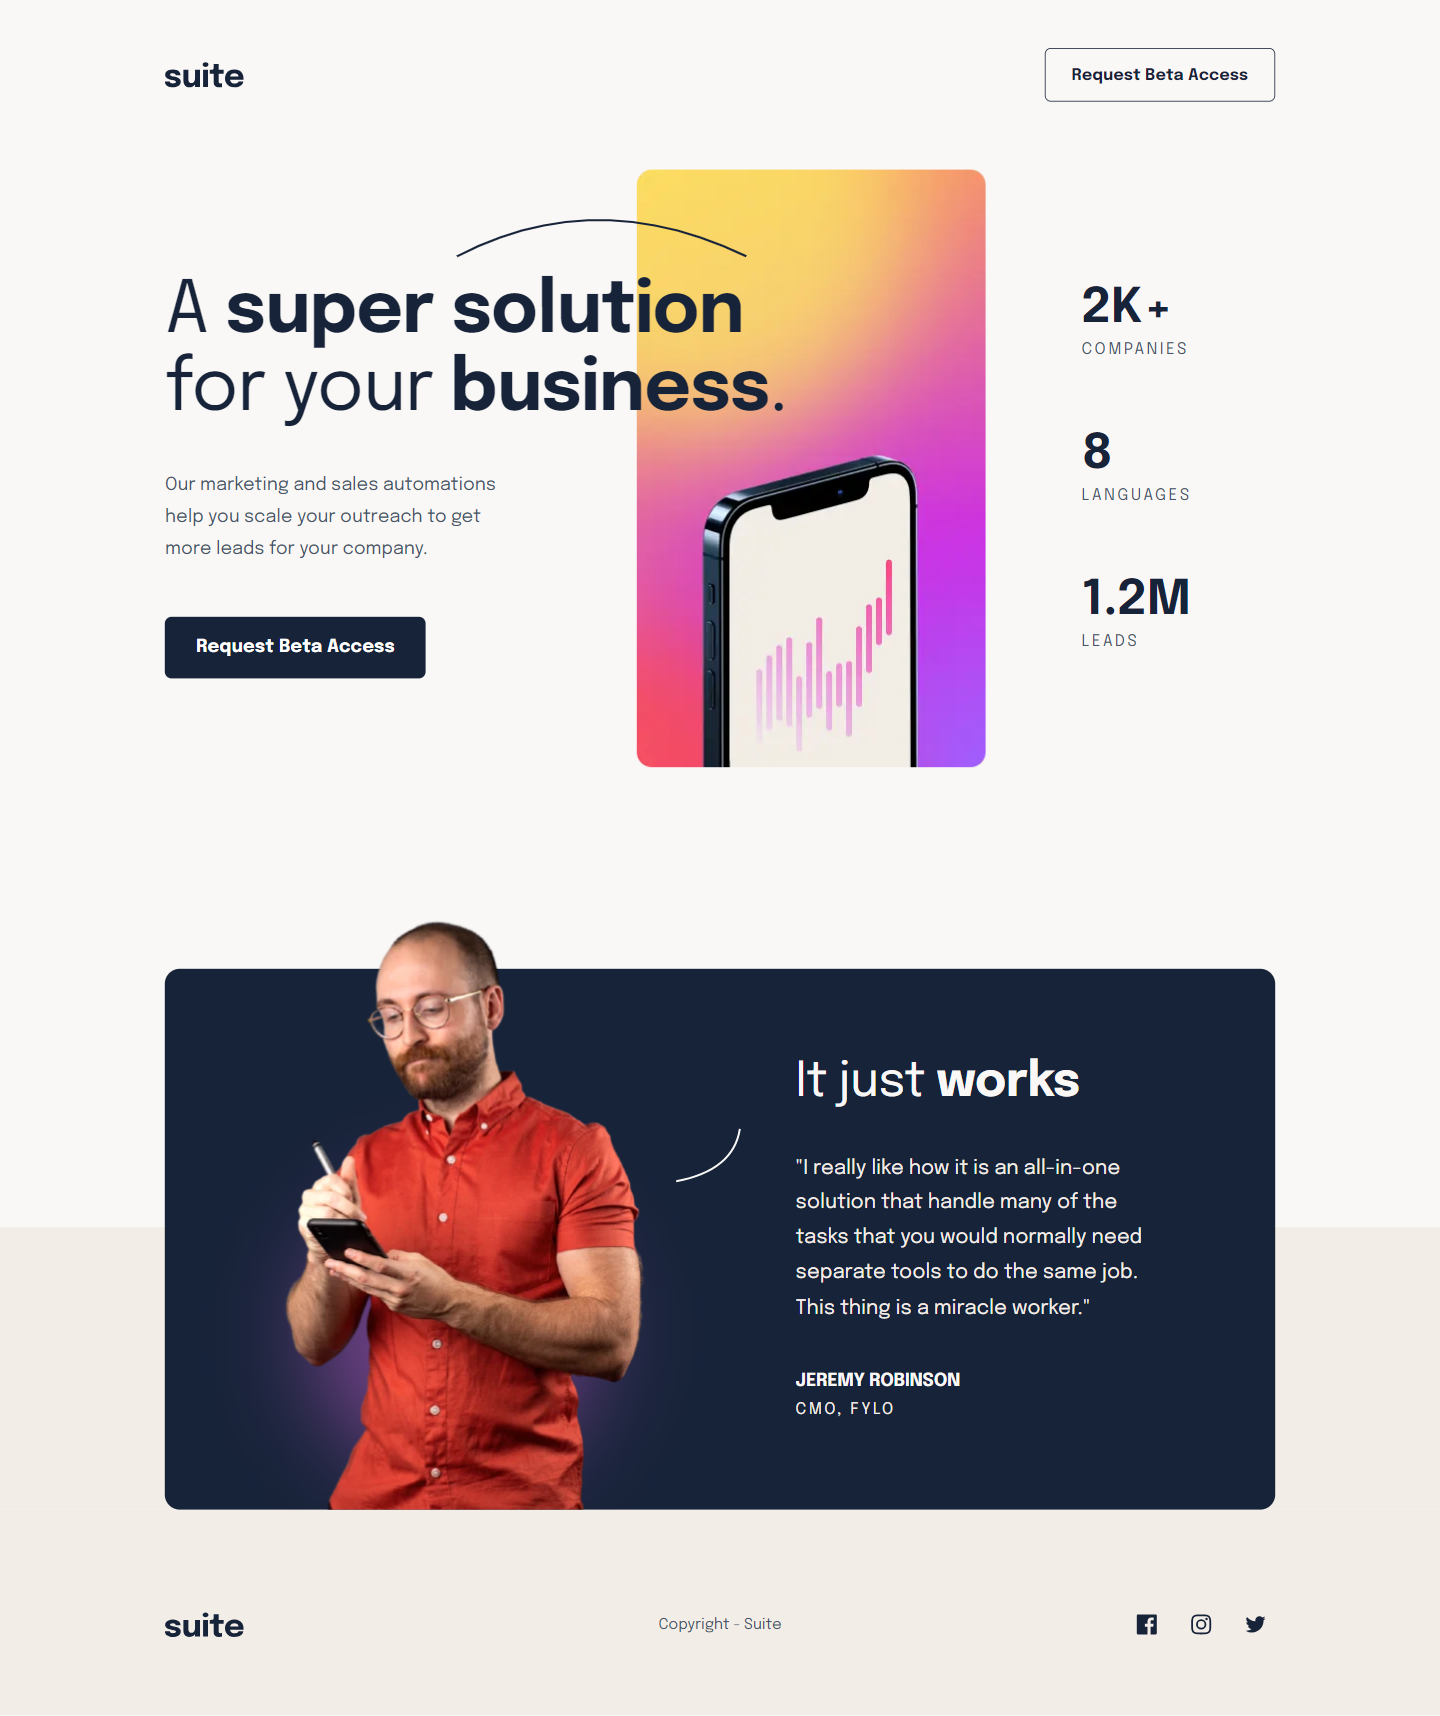 suite
Request Beta Access
A super solution
for your business.
Our marketing and sales automations
help you scale your outreach to get
more leads for your company.
Request Beta Access
2K+
COMPANIES
8
LANGUAGES
1.2M
LEADS
It just works
"I really like how it is an all-in-one
solution that handle many of the
tasks that you would normally need
separate tools to do the same job.
This thing is a miracle worker."
JEREMY ROBINSON
CMO, FYLO
suite
Copyright - Suite